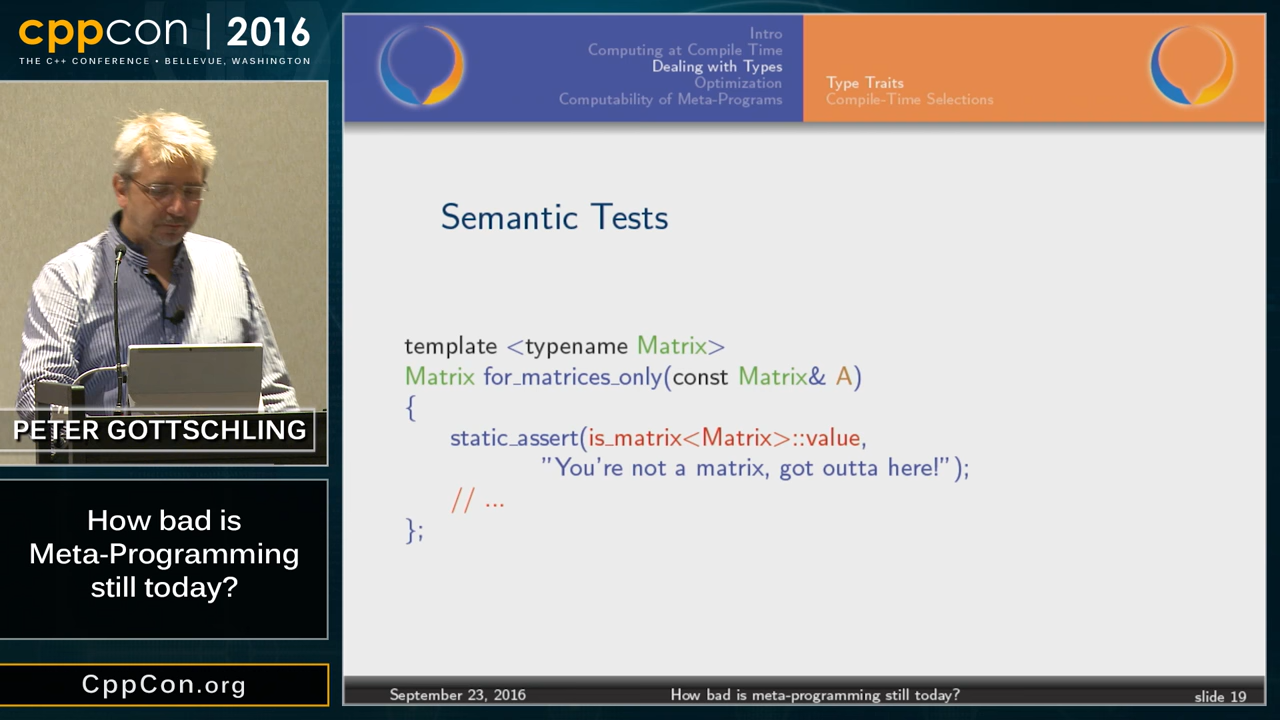 cppcon | 2016
THE C++ CONFERENCE • BELLEVUE, WASHINGTON
PETER GOTTSCHLING
How bad is
Meta-Programming
still today?
CppCon.org
Intro
Computing at Compile Time
Dealing with Types
Optimization
Computability of Meta-Programs
Type Traits
Compile-Time Selections
Semantic Tests
template <typename Matrix>
Matrix for_matrices_only(const Matrix& A)
{
static_assert(is_matrix<Matrix>::value,
"You're not a matrix, got outta here!");
// ...
};
September 23, 2016
How bad is meta-programming still today?
slide 19